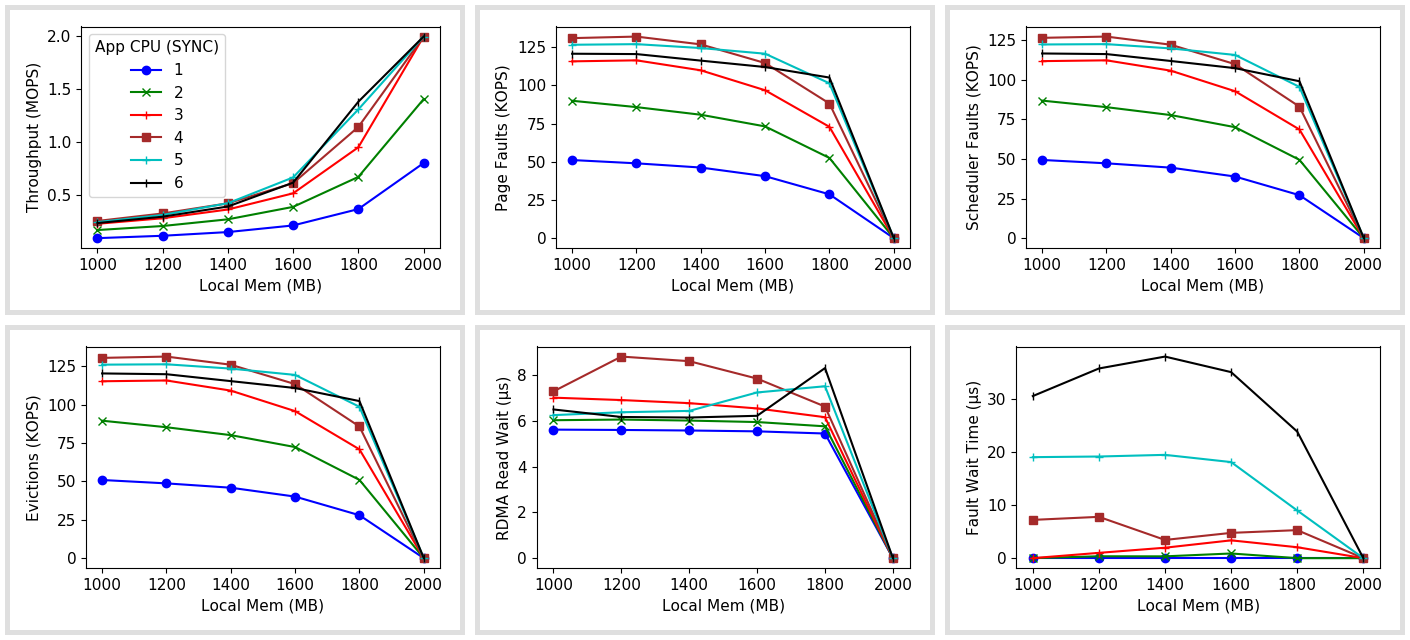 Throughput (MOPS)
2.0
1.5
1.0
0.5
App CPU (SYNC)
1
2
3
4
5
6
1000 1200 1400 1600 1800 2000
Local Mem (MB)
Page Faults (KOPS)
125
100
75
50
25
0
1000 1200 1400 1600 1800 2000
Local Mem (MB)
Scheduler Faults (KOPS)
125
100
75
50
25
0
1000 1200 1400 1600 1800 2000
Local Mem (MB)
Evictions (KOPS)
125
100
75
50
25
0
1000 1200 1400 1600 1800 2000
Local Mem (MB)
RDMA Read Wait (µs)
8
6
4
2
0
1000 1200 1400 1600 1800 2000
Local Mem (MB)
Fault Wait Time (µs)
30
20
10
0
1000 1200 1400 1600 1800 2000
Local Mem (MB)